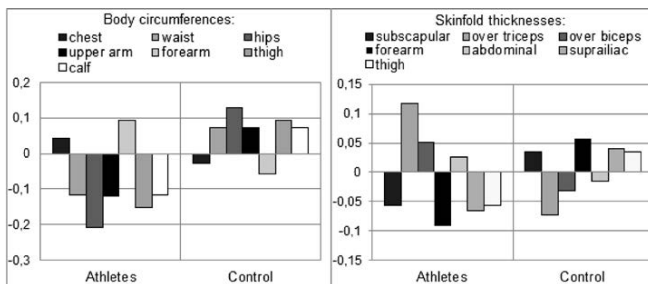 Body circumferences:
chest waist hips
upper arm forearm thigh
calf
0,2
0,1
0
-0,1
-0,2
-0,3
Athletes Control
Skinfold thicknesses:
subscapular over triceps over biceps
forearm abdominal suprailiac
thigh
0,15
0,1
0,05
0
-0,05
-0,1
-0,15
Athletes Control